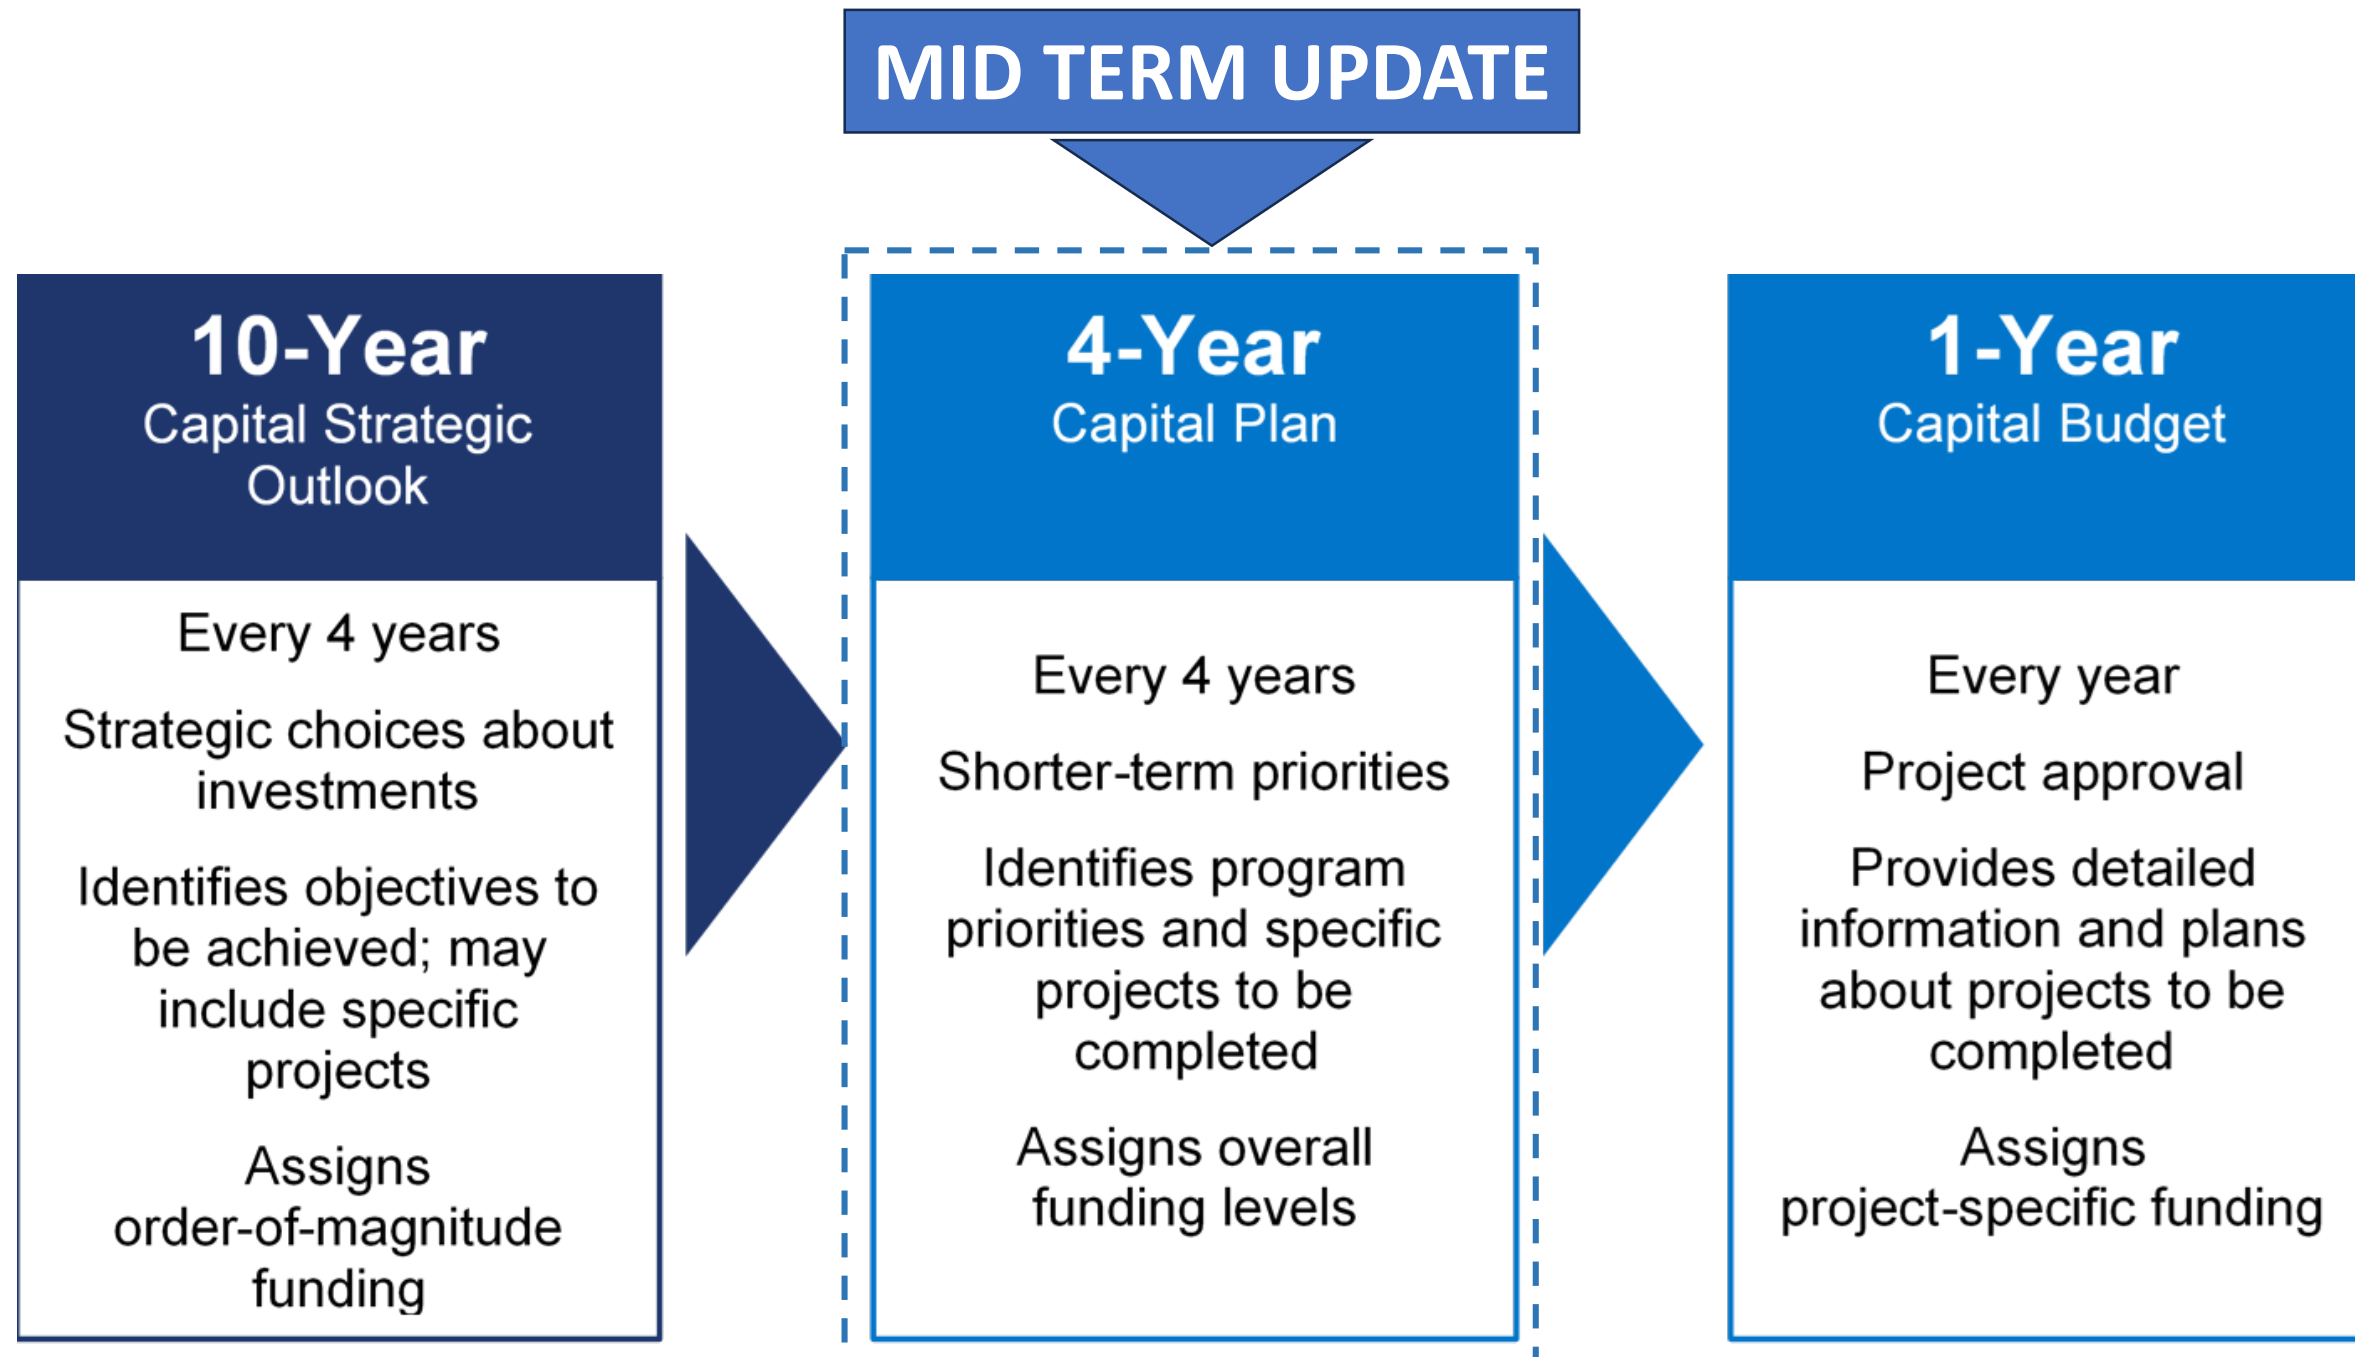 MID TERM UPDATE
10-Year
Capital Strategic
Outlook
Every 4 years
Strategic choices about
investments
Identifies objectives to
be achieved; may
include specific
projects
Assigns
order-of-magnitude
funding
4-Year
Capital Plan
Every 4 years
Shorter-term priorities
Identifies program
priorities and specific
projects to be
completed
Assigns overall
funding levels
1-Year
Capital Budget
Every year
Project approval
Provides detailed
information and plans
about projects to be
completed
Assigns
project-specific funding